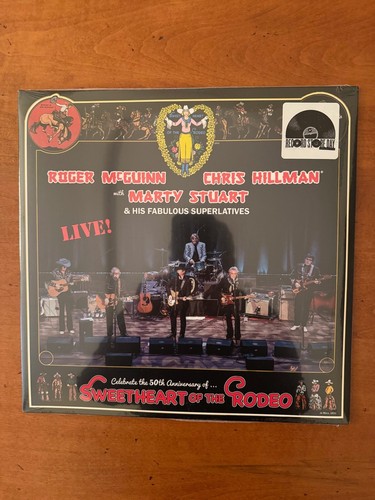 RECORD STORE DAY
ROGER McGUINN CHRIS HILLMAN
with MARTY STUART
& HIS FABULOUS SUPERLATIVES
LIVE!
Celebrate the 50th Anniversary of ...
SWEETHEART OF THE RODEO